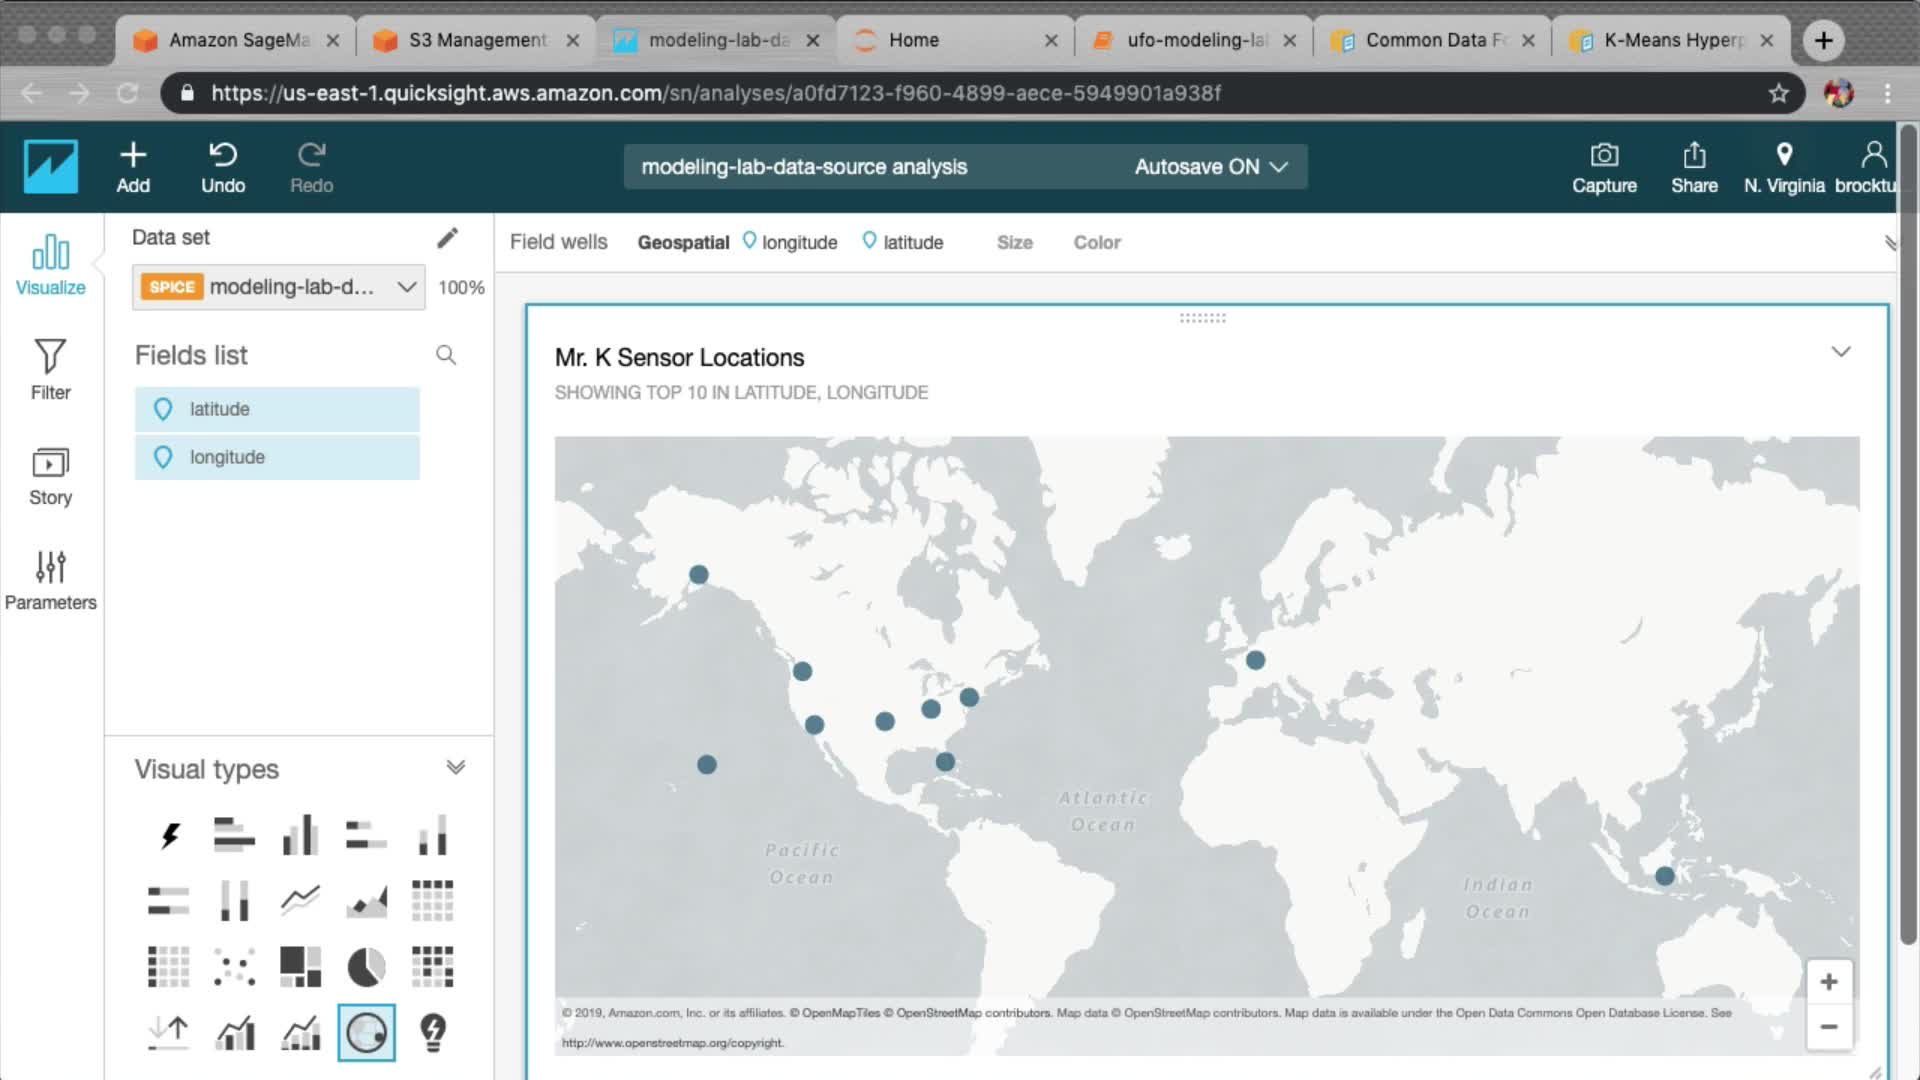 Amazon SageMa
S3 Management
modeling-lab-da
Home
ufo-modeling-la
Common Data Fo
K-Means Hyperp
https://us-east-1.quicksight.aws.amazon.com/sn/analyses/a0fd7123-f960-4899-aece-5949901a938f
Add
Undo
Redo
modeling-lab-data-source analysis
Autosave ON
Capture
Share
N. Virginia
brocktu
Visualize
Filter
Story
Parameters
Data set
SPICE modeling-lab-d... 100%
Fields list
latitude
longitude
Visual types
Field wells Geospatial longitude latitude Size Color
Mr. K Sensor Locations
SHOWING TOP 10 IN LATITUDE, LONGITUDE
Atlantic
Ocean
Pacific
Ocean
Indian
Ocean
© 2019, Amazon.com, Inc. or its affiliates. © OpenMapTiles © OpenStreetMap contributors. Map data © OpenStreetMap contributors. Map data is available under the Open Data Commons Open Database License. See
http://www.openstreetmap.org/copyright.